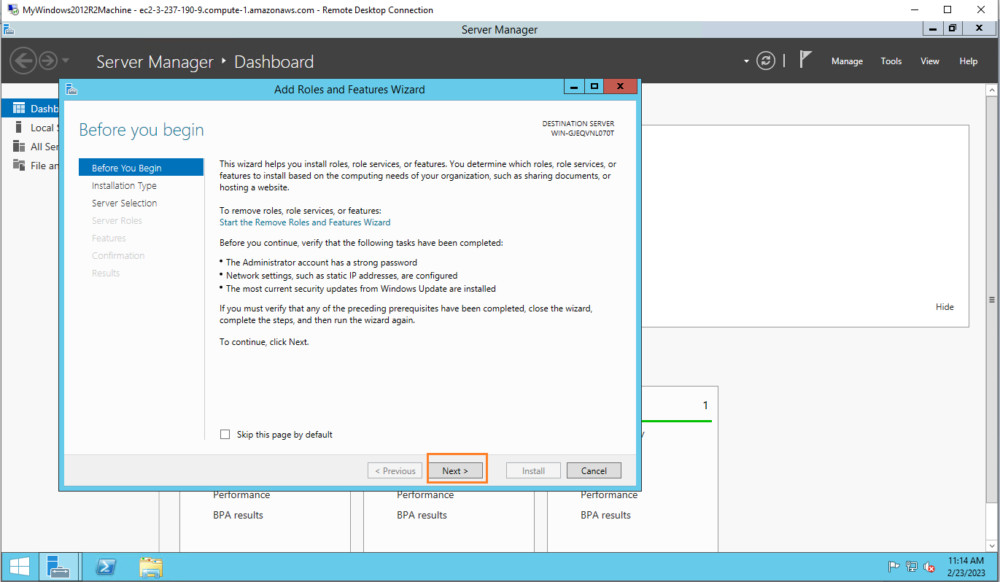 MyWindows2012R2Machine - ec2-3-237-190-9.compute-1.amazonaws.com - Remote Desktop Connection
Server Manager
Server Manager ‣ Dashboard
Manage Tools View Help
Add Roles and Features Wizard
Dashb
Local S
All Ser
File an
Before you begin
DESTINATION SERVER
WIN-GJEQVNL070T
Before You Begin
Installation Type
Server Selection
Server Roles
Features
Confirmation
Results
This wizard helps you install roles, role services, or features. You determine which roles, role services, or
features to install based on the computing needs of your organization, such as sharing documents, or
hosting a website.
To remove roles, role services, or features:
Start the Remove Roles and Features Wizard
Before you continue, verify that the following tasks have been completed:
• The Administrator account has a strong password
• Network settings, such as static IP addresses, are configured
• The most current security updates from Windows Update are installed
If you must verify that any of the preceding prerequisites have been completed, close the wizard,
complete the steps, and then run the wizard again.
To continue, click Next.
Skip this page by default
< Previous Next > Install Cancel
Hide
1
Performance Performance Performance
BPA results BPA results BPA results
11:14 AM
2/23/2023